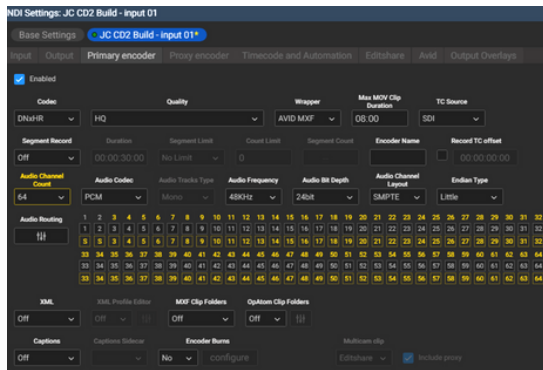 NDI Settings: JC CD2 Build - input 01
Base Settings JC CD2 Build - input 01*
Input Output Primary encoder Proxy encoder Timecode and Automation Editshare Avid Output Overlays
Enabled
Codec Quality Wrapper Max MOV Clip Duration TC Source
DNxHR HQ AVID MXF 08:00 SDI
Segment Record Duration Segment Limit Count Limit Segment Count Encoder Name Record TC offset
Off 00:00:30:00 No Limit 0 00:00:00:00
Audio Channel Count Audio Codec Audio Tracks Type Audio Frequency Audio Bit Depth Audio Channel Layout Endian Type
64 PCM Mono 48KHz 24bit SMPTE Little
Audio Routing 1 2 3 4 5 6 7 8 9 10 11 12 13 14 15 16 17 18 19 20 21 22 23 24 25 26 27 28 29 30 31 32
1 2 3 4 5 6 7 8 9 10 11 12 13 14 15 16 17 18 19 20 21 22 23 24 25 26 27 28 29 30 31 32
S S 3 4 5 6 7 8 9 10 11 12 13 14 15 16 17 18 19 20 21 22 23 24 25 26 27 28 29 30 31 32
33 34 35 36 37 38 39 40 41 42 43 44 45 46 47 48 49 50 51 52 53 54 55 56 57 58 59 60 61 62 63 64
33 34 35 36 37 38 39 40 41 42 43 44 45 46 47 48 49 50 51 52 53 54 55 56 57 58 59 60 61 62 63 64
33 34 35 36 37 38 39 40 41 42 43 44 45 46 47 48 49 50 51 52 53 54 55 56 57 58 59 60 61 62 63 64
XML XML Profile Editor MXF Clip Folders OpAtom Clip Folders
Off Off Off Off
Captions Captions Sidecar Encoder Burns Multicam clip
Off No configure Editshare Include proxy